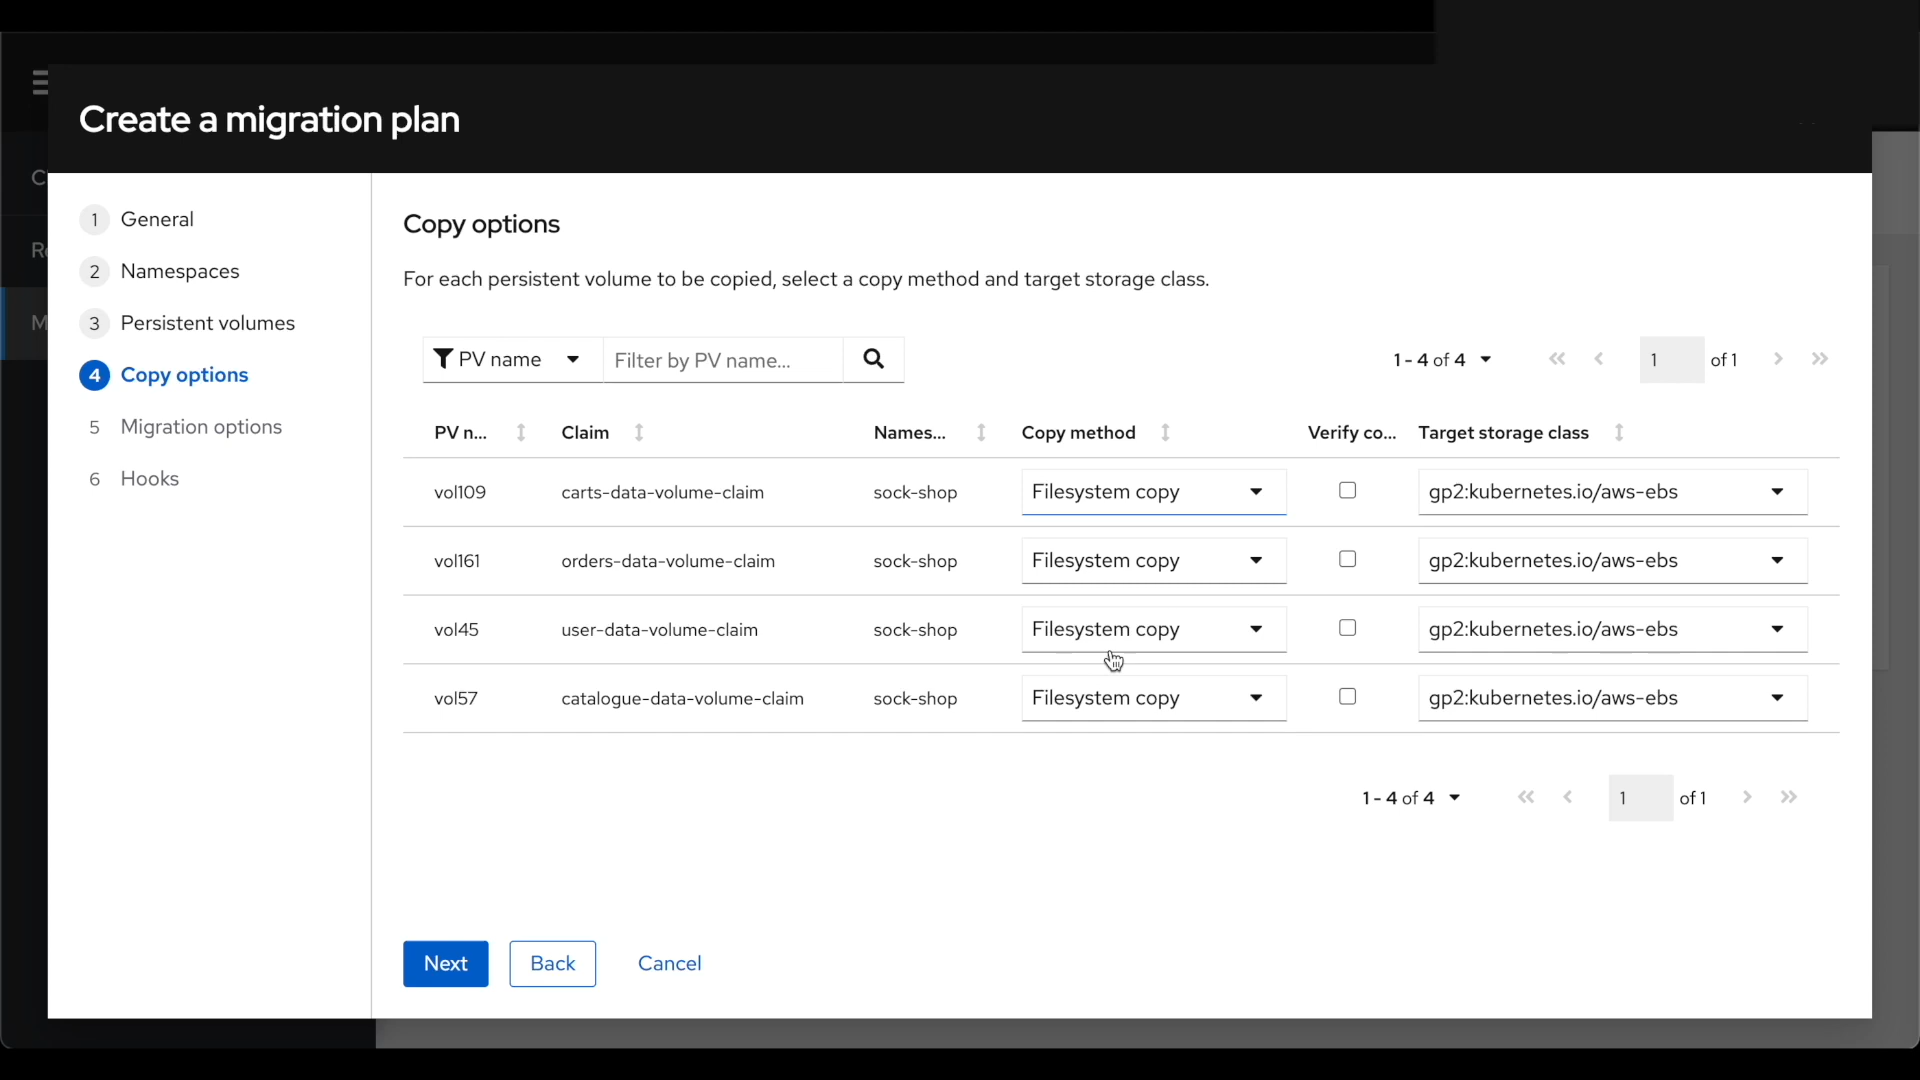 Create a migration plan
C
Ro
M
1 General
2 Namespaces
3 Persistent volumes
4 Copy options
5 Migration options
6 Hooks
Copy options
For each persistent volume to be copied, select a copy method and target storage class.
PV name Filter by PV name... 1 - 4 of 4 1 of 1
PV n... Claim Names... Copy method Verify co... Target storage class
vol109 carts-data-volume-claim sock-shop Filesystem copy gp2:kubernetes.io/aws-ebs
vol161 orders-data-volume-claim sock-shop Filesystem copy gp2:kubernetes.io/aws-ebs
vol45 user-data-volume-claim sock-shop Filesystem copy gp2:kubernetes.io/aws-ebs
vol57 catalogue-data-volume-claim sock-shop Filesystem copy gp2:kubernetes.io/aws-ebs
1 - 4 of 4 1 of 1
Next Back Cancel